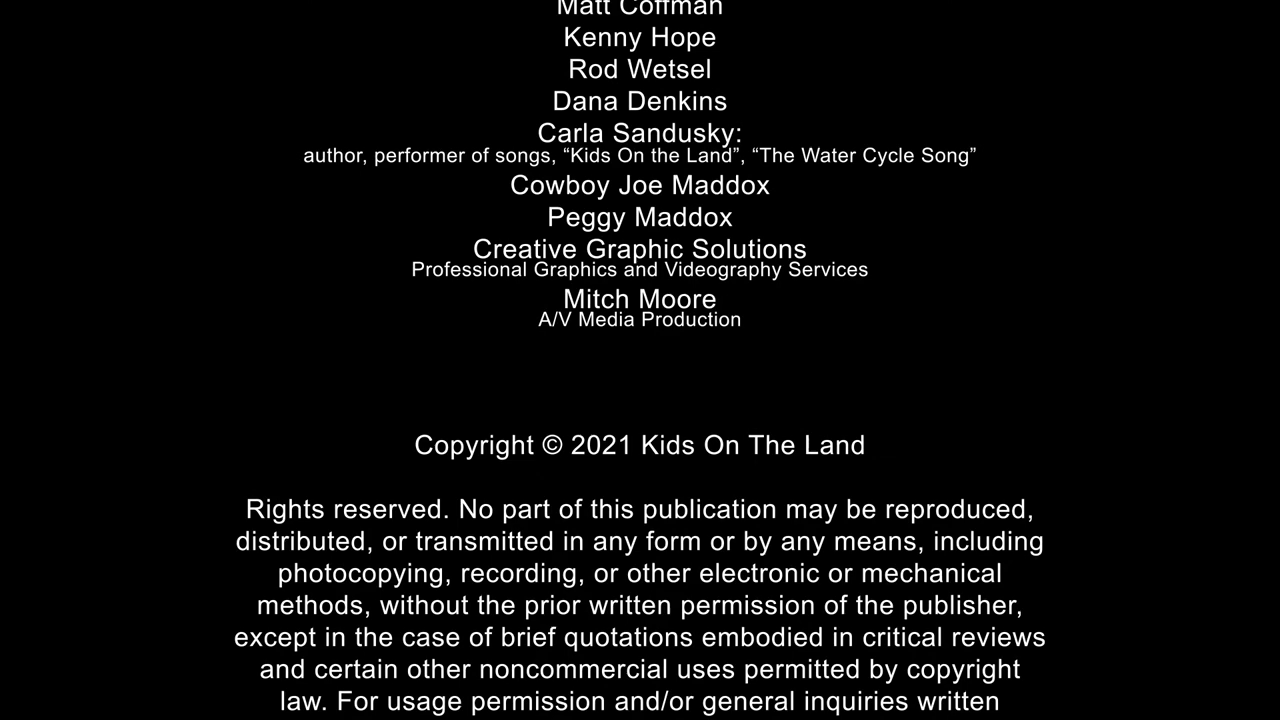 Matt Coffman
Kenny Hope
Rod Wetsel
Dana Denkins
Carla Sandusky:
author, performer of songs, “Kids On the Land”, “The Water Cycle Song”
Cowboy Joe Maddox
Peggy Maddox
Creative Graphic Solutions
Professional Graphics and Videography Services
Mitch Moore
A/V Media Production
Copyright © 2021 Kids On The Land
Rights reserved. No part of this publication may be reproduced,
distributed, or transmitted in any form or by any means, including
photocopying, recording, or other electronic or mechanical
methods, without the prior written permission of the publisher,
except in the case of brief quotations embodied in critical reviews
and certain other noncommercial uses permitted by copyright
law. For usage permission and/or general inquiries written